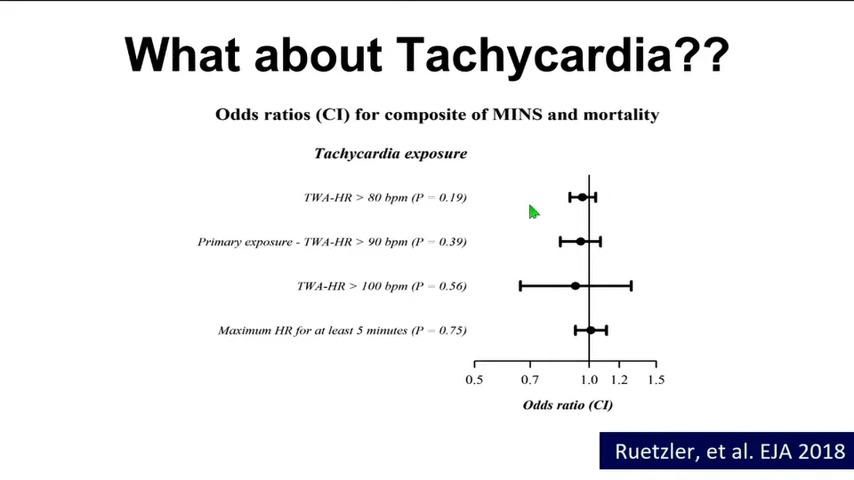 What about Tachycardia??
Odds ratios (CI) for composite of MINS and mortality
Tachycardia exposure
TWA-HR > 80 bpm (P = 0.19)
Primary exposure - TWA-HR > 90 bpm (P = 0.39)
TWA-HR > 100 bpm (P = 0.56)
Maximum HR for at least 5 minutes (P = 0.75)
0.5 0.7 1.0 1.2 1.5
Odds ratio (CI)
Ruetzler, et al. EJA 2018